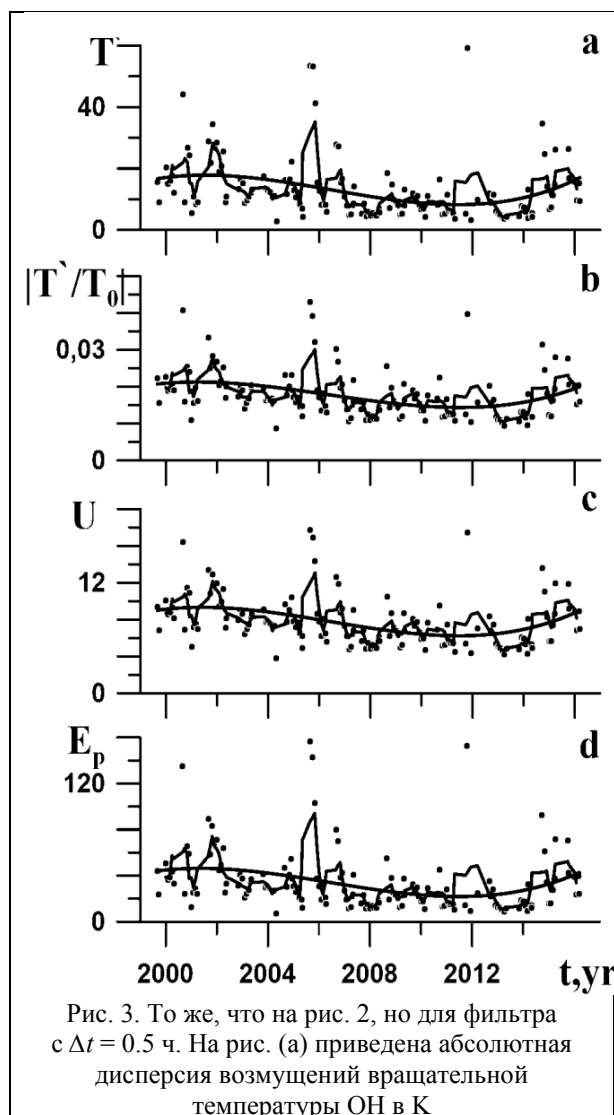 T` a
40
0
|T`/T₀| b
0,03
0
U c
12
0
Eₚ d
120
0
2000 2004 2008 2012 t,yr
Рис. 3. То же, что на рис. 2, но для фильтра
с Δt = 0.5 ч. На рис. (а) приведена абсолютная
дисперсия возмущений вращательной
температуры ОН в К